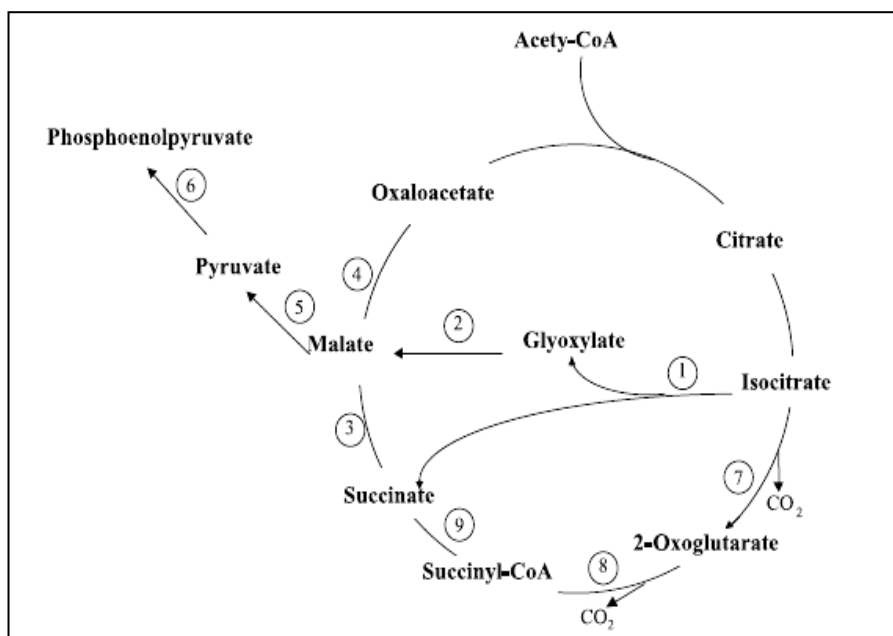 Acety-CoA
Phosphoenolpyruvate
6
Oxaloacetate
Citrate
Pyruvate
4
5
2
Glyoxylate
Malate
1
Isocitrate
3
7
Succinate
CO2
9
2-Oxoglutarate
8
Succinyl-CoA
CO2